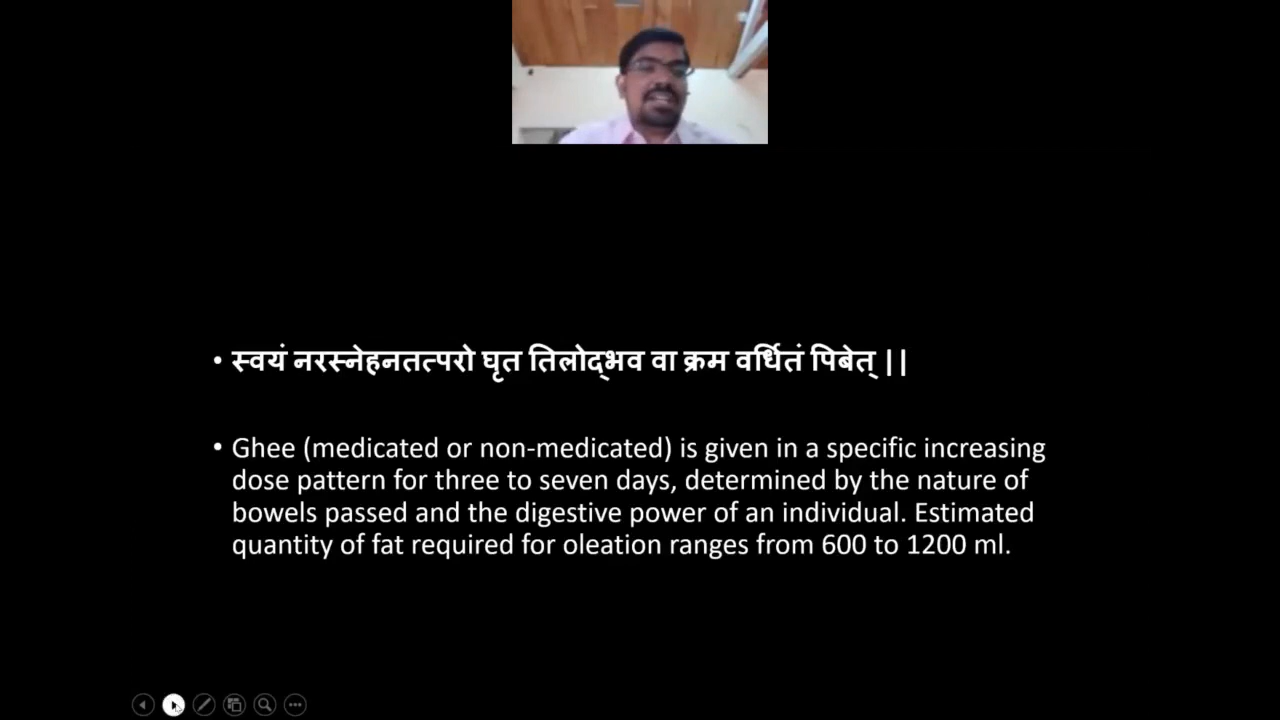 • स्वयं नरस्नेहनतत्परो घृत तिलोद्भव वा क्रम वर्धितं पिबेत् ||
• Ghee (medicated or non-medicated) is given in a specific increasing
dose pattern for three to seven days, determined by the nature of
bowels passed and the digestive power of an individual. Estimated
quantity of fat required for oleation ranges from 600 to 1200 ml.